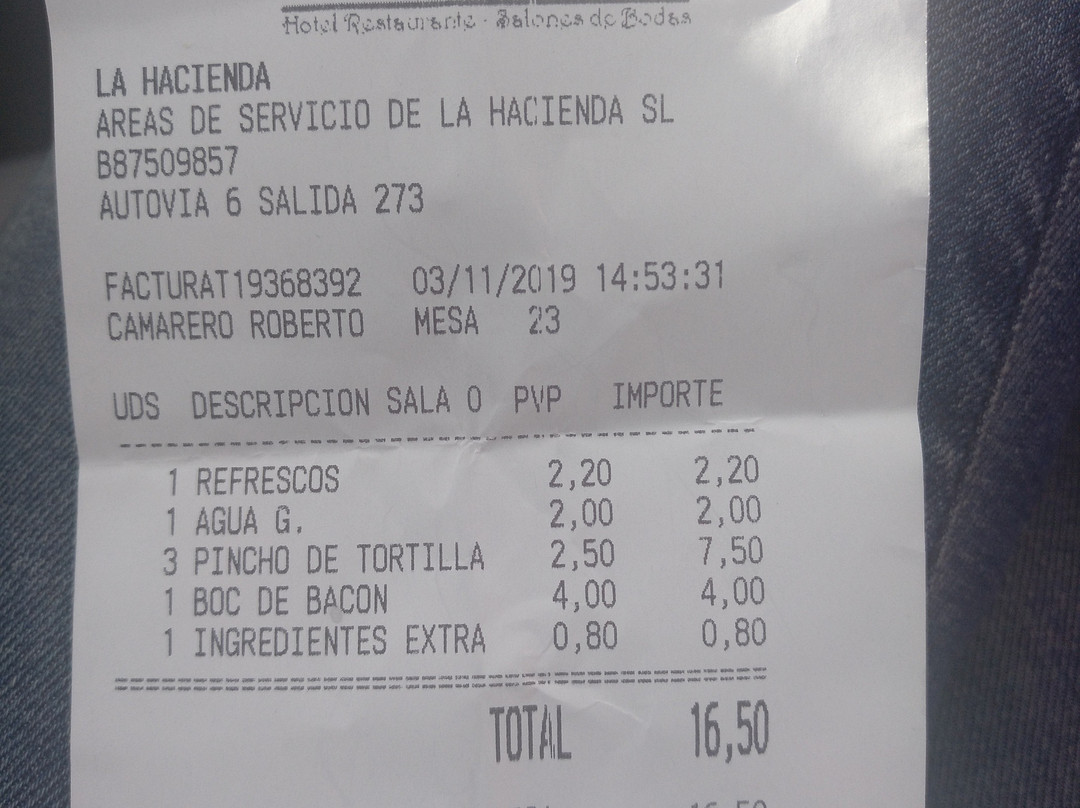 Hotel Restaurante · Salones de Bodas
LA HACIENDA
AREAS DE SERVICIO DE LA HACIENDA SL
B87509857
AUTOVIA 6 SALIDA 273
FACTURAT19368392 03/11/2019 14:53:31
CAMARERO ROBERTO MESA 23
UDS DESCRIPCION SALA 0 PVP IMPORTE
1 REFRESCOS 2,20 2,20
1 AGUA G. 2,00 2,00
3 PINCHO DE TORTILLA 2,50 7,50
1 BOC DE BACON 4,00 4,00
1 INGREDIENTES EXTRA 0,80 0,80
TOTAL 16,50